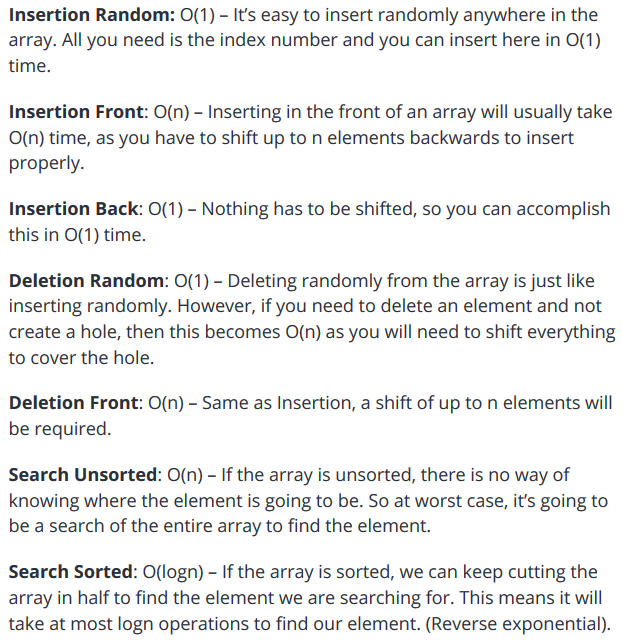 Insertion Random: O(1) – It’s easy to insert randomly anywhere in the
array. All you need is the index number and you can insert here in O(1)
time.
Insertion Front: O(n) – Inserting in the front of an array will usually take
O(n) time, as you have to shift up to n elements backwards to insert
properly.
Insertion Back: O(1) – Nothing has to be shifted, so you can accomplish
this in O(1) time.
Deletion Random: O(1) – Deleting randomly from the array is just like
inserting randomly. However, if you need to delete an element and not
create a hole, then this becomes O(n) as you will need to shift everything
to cover the hole.
Deletion Front: O(n) – Same as Insertion, a shift of up to n elements will
be required.
Search Unsorted: O(n) – If the array is unsorted, there is no way of
knowing where the element is going to be. So at worst case, it’s going to
be a search of the entire array to find the element.
Search Sorted: O(logn) – If the array is sorted, we can keep cutting the
array in half to find the element we are searching for. This means it will
take at most logn operations to find our element. (Reverse exponential).